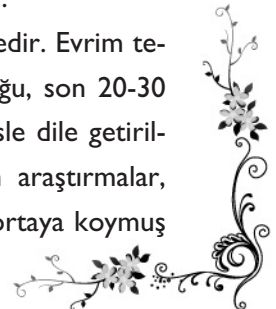 .
edir. Evrim te-
ğu, son 20-30
sle dile getiril-
araştırmalar,
ortaya koymuş